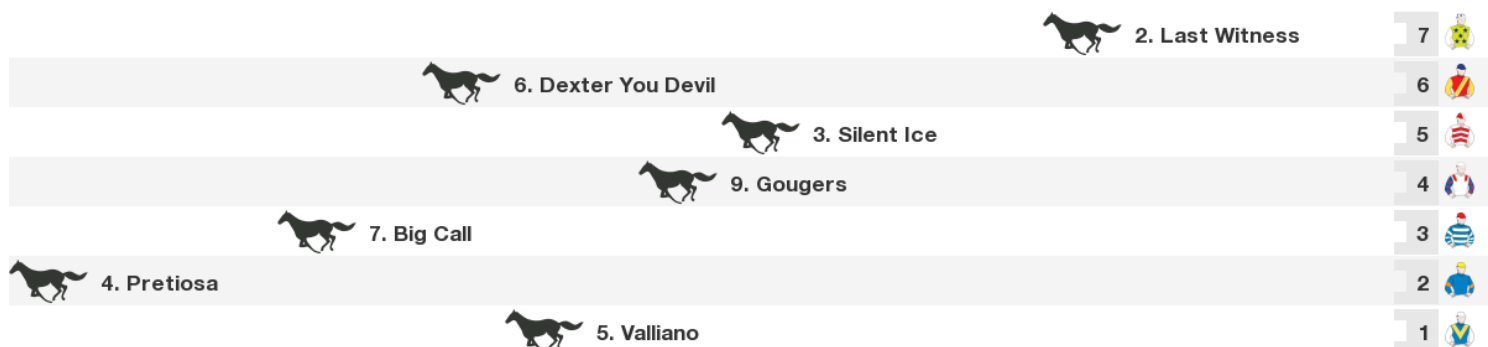 2. Last Witness 7
6. Dexter You Devil 6
3. Silent Ice 5
9. Gougers 4
7. Big Call 3
4. Pretiosa 2
5. Valliano 1